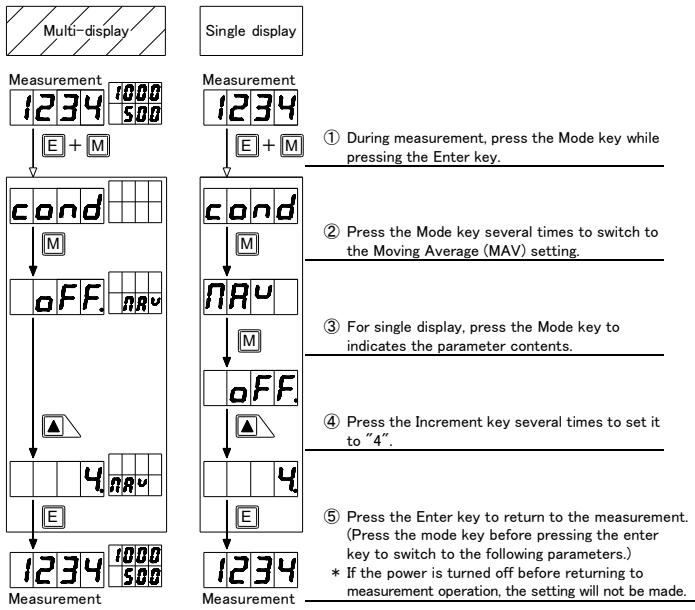 Multi-display Single display
Measurement Measurement
1234 1000 1234
500
E + M E + M
① During measurement, press the Mode key while
pressing the Enter key.
cond cond
M M
② Press the Mode key several times to switch to
the Moving Average (MAV) setting.
oFF. MAV MAV
M
③ For single display, press the Mode key to
indicates the parameter contents.
oFF.
▲ ▲
④ Press the Increment key several times to set it
to "4".
4. MAV 4.
E E
⑤ Press the Enter key to return to the measurement.
(Press the mode key before pressing the enter
key to switch to the following parameters.)
* If the power is turned off before returning to
measurement operation, the setting will not be made.
1234 1000 1234
500
Measurement Measurement